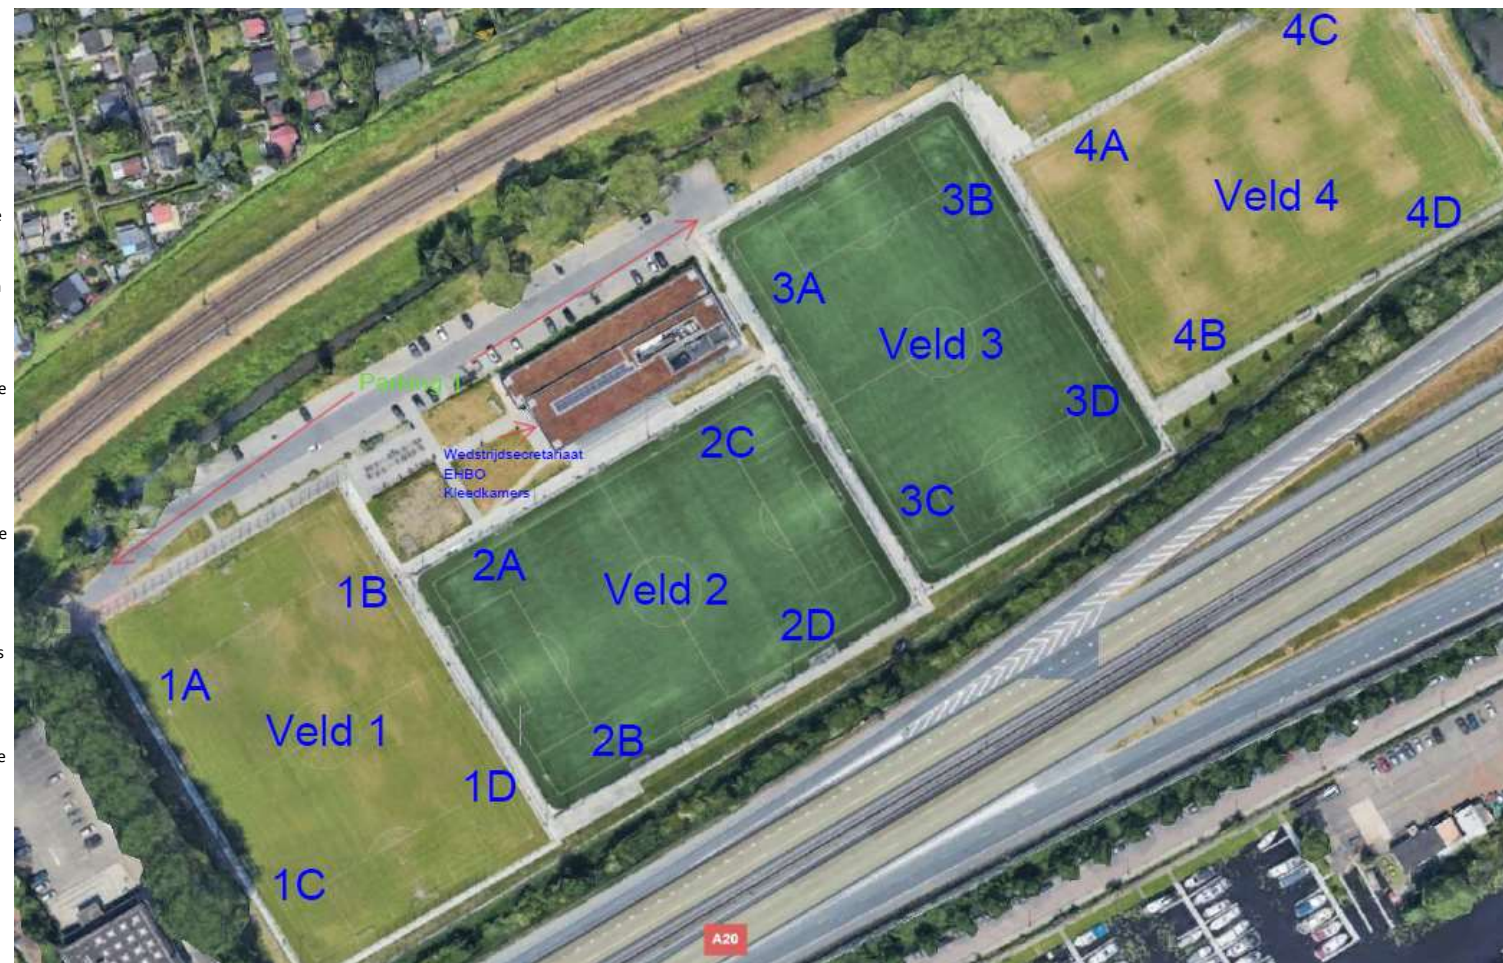 4C
4A
Veld 4
3B
4D
3A
Veld 3
4B
Parking 1
3D
2C
Wedstrijdsecretariaat
EHBO
Kleedkamers
3C
2A
Veld 2
1B
2D
1A
Veld 1
2B
1D
1C
A20